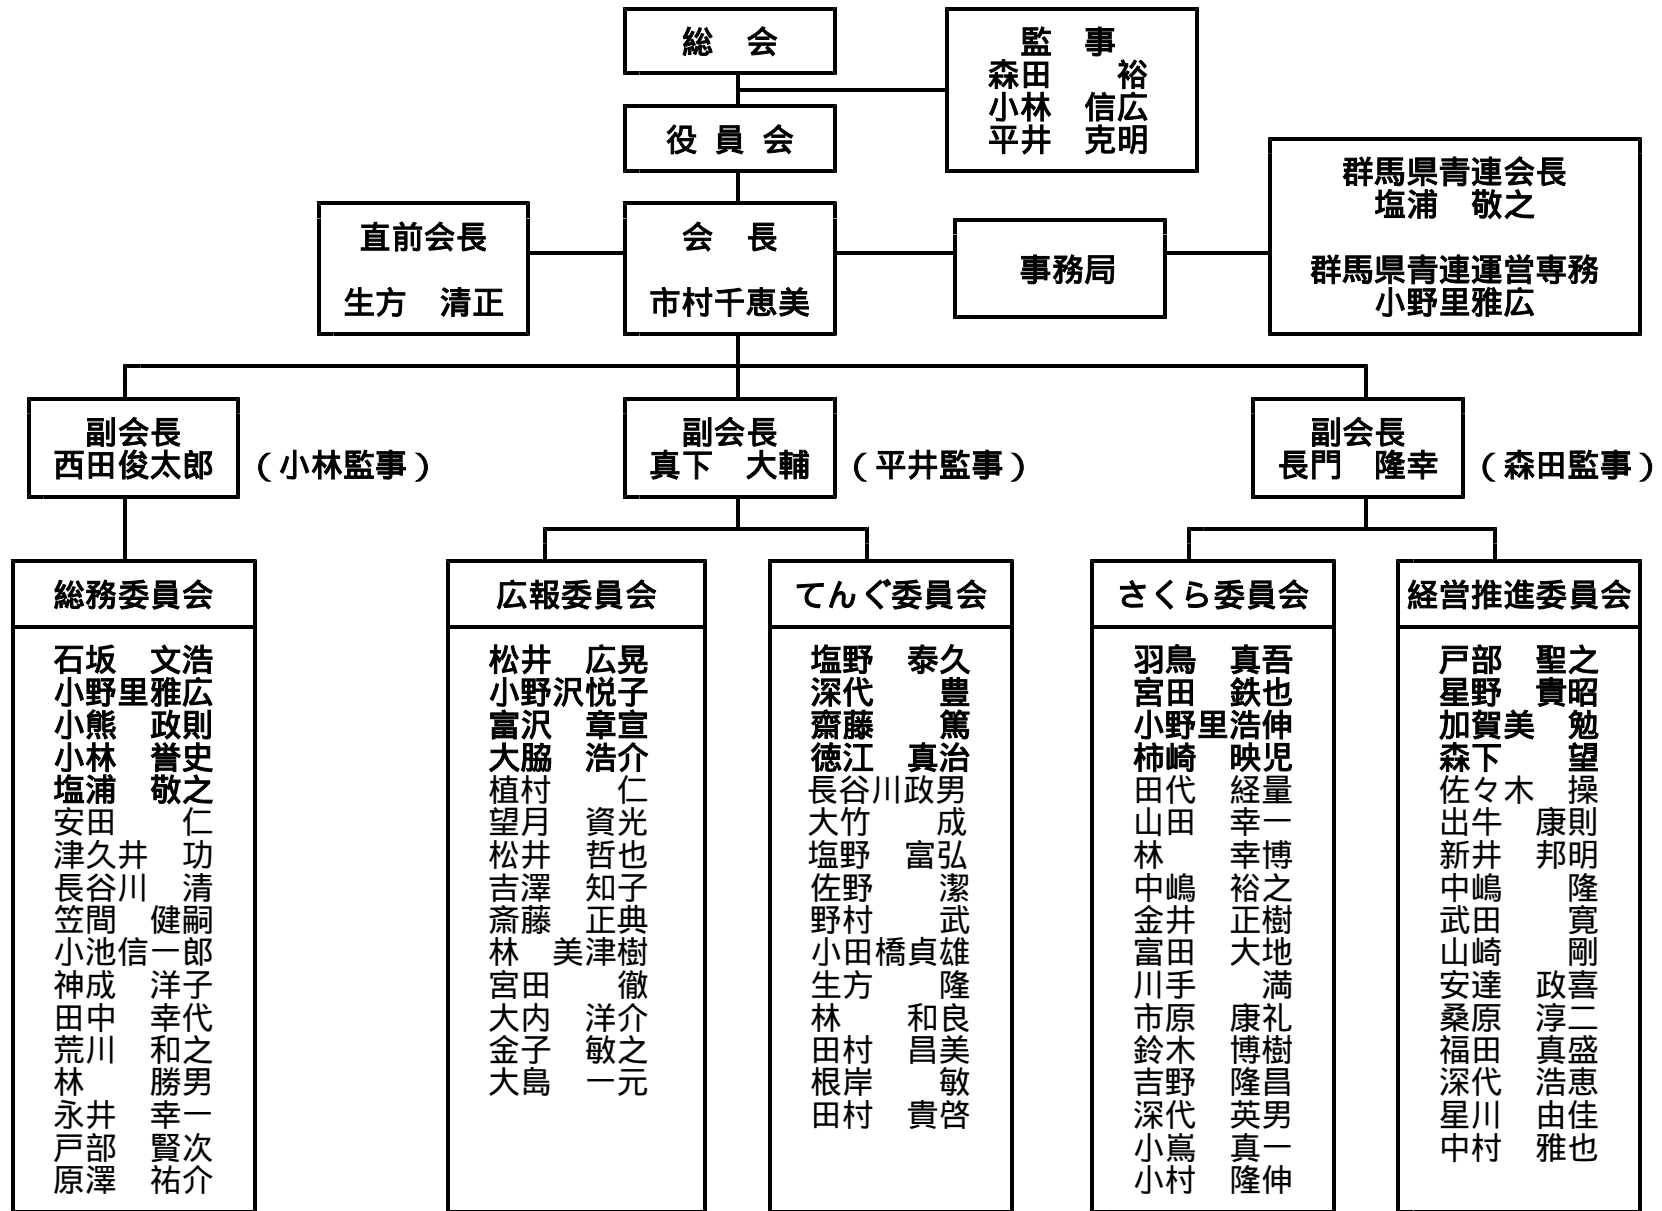 総　会
監　事
森田　　裕
小林　信広
平井　克明
役 員 会
群馬県青連会長
塩浦　敬之
群馬県青連運営専務
小野里雅広
直前会長
生方　清正
会　長
市村千恵美
事務局
副会長
西田俊太郎
（小林監事）
副会長
真下　大輔
（平井監事）
副会長
長門　隆幸
（森田監事）
総務委員会
石坂　文浩
小野里雅広
小熊　政則
小林　誉史
塩浦　敬之
安田　　仁
津久井　功
長谷川　清
笠間　健嗣
小池信一郎
神成　洋子
田中　幸代
荒川　和之
林　　勝男
永井　幸一
戸部　賢次
原澤　祐介
広報委員会
松井　広晃
小野沢悦子
富沢　章宣
大脇　浩介
植村　　仁
望月　資光
松井　哲也
吉澤　知子
斎藤　正典
林　美津樹
宮田　　徹
大内　洋介
金子　敏之
大島　一元
てんぐ委員会
塩野　泰久
深代　　豊
齋藤　　篤
徳江　真治
長谷川政男
大竹　　成
塩野　富弘
佐野　　潔
野村　　武
小田橋貞雄
生方　　隆
林　　和良
田村　昌美
根岸　　敏
田村　貴啓
さくら委員会
羽鳥　真吾
宮田　鉄也
小野里浩伸
柿崎　映児
田代　経量
山田　幸一
林　　幸博
中嶋　裕之
金井　正樹
富田　大地
川手　　満
市原　康礼
鈴木　博樹
吉野　隆昌
深代　英男
小嶌　真一
小村　隆伸
経営推進委員会
戸部　聖之
星野　貴昭
加賀美　勉
森下　　望
佐々木　操
出牛　康則
新井　邦明
中嶋　　隆
武田　　寛
山崎　　剛
安達　政喜
桑原　淳二
福田　真盛
深代　浩恵
星川　由佳
中村　雅也